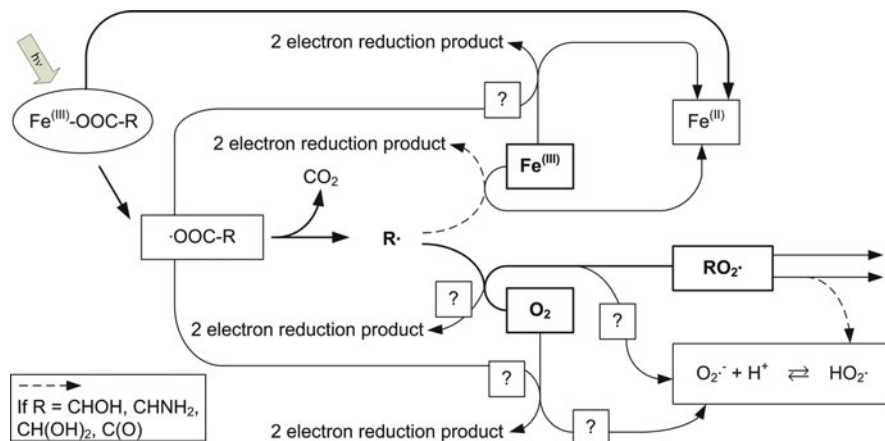 hν
2 electron reduction product
?
Fe(III)-OOC-R
Fe(II)
2 electron reduction product
Fe(III)
CO2
·OOC-R
R·
RO2·
?
O2
?
2 electron reduction product
?
O2·- + H+ ⇄ HO2·
If R = CHOH, CHNH2,
CH(OH)2, C(O)
?
2 electron reduction product